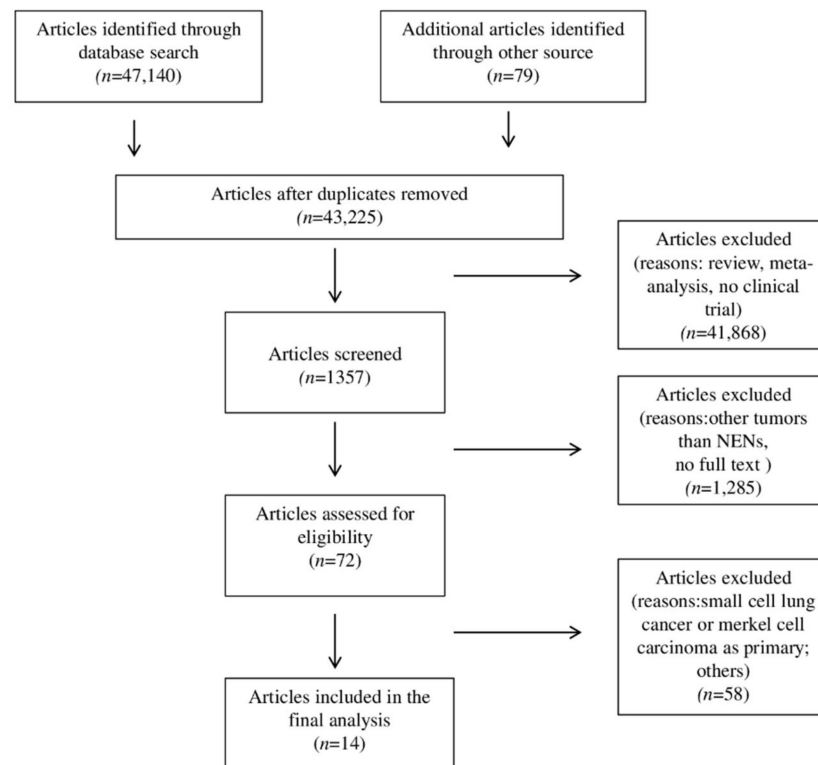 Articles identified through
database search
(n=47,140)
Additional articles identified
through other source
(n=79)
Articles after duplicates removed
(n=43,225)
Articles excluded
(reasons: review, meta-
analysis, no clinical
trial)
(n=41,868)
Articles screened
(n=1357)
Articles excluded
(reasons:other tumors
than NENs,
no full text )
(n=1,285)
Articles assessed for
eligibility
(n=72)
Articles excluded
(reasons:small cell lung
cancer or merkel cell
carcinoma as primary;
others)
(n=58)
Articles included in the
final analysis
(n=14)